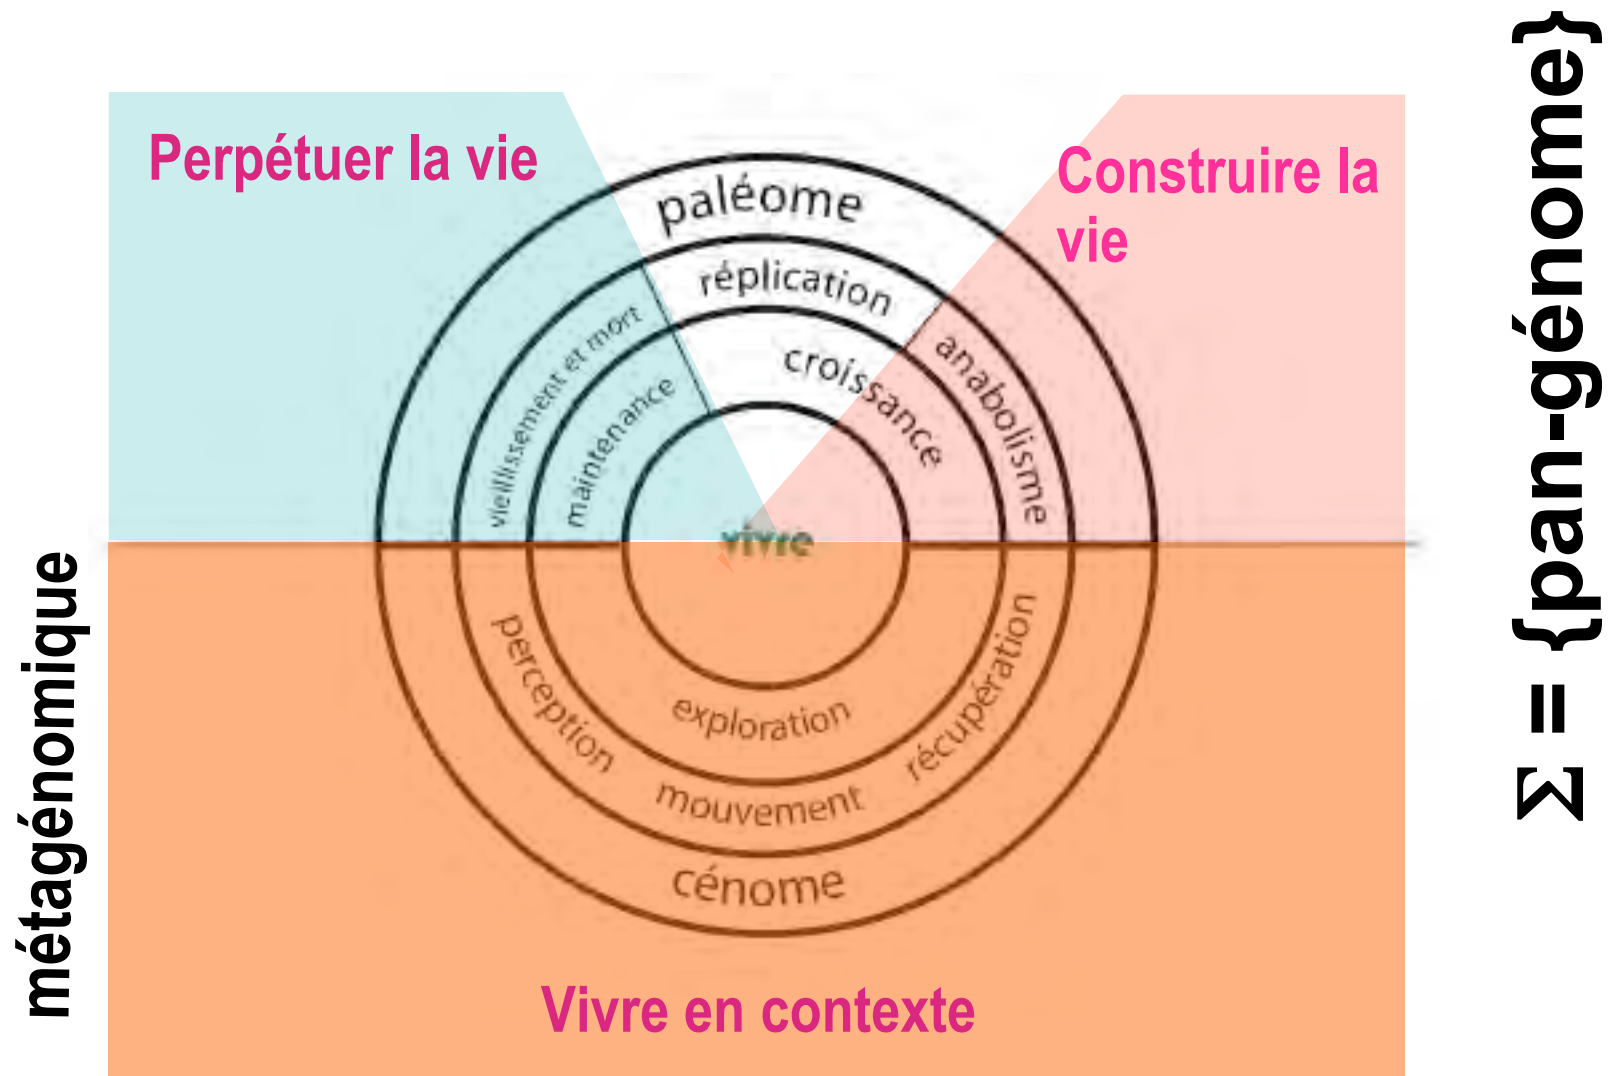 Perpétuer la vie
Construire la
vie
paléome
réplication
vieillissement et mort
anabolisme
croissance
maintenance
vivre
perception
exploration
récupération
mouvement
cénome
Vivre en contexte
métagénomique
Σ = {pan-génome}